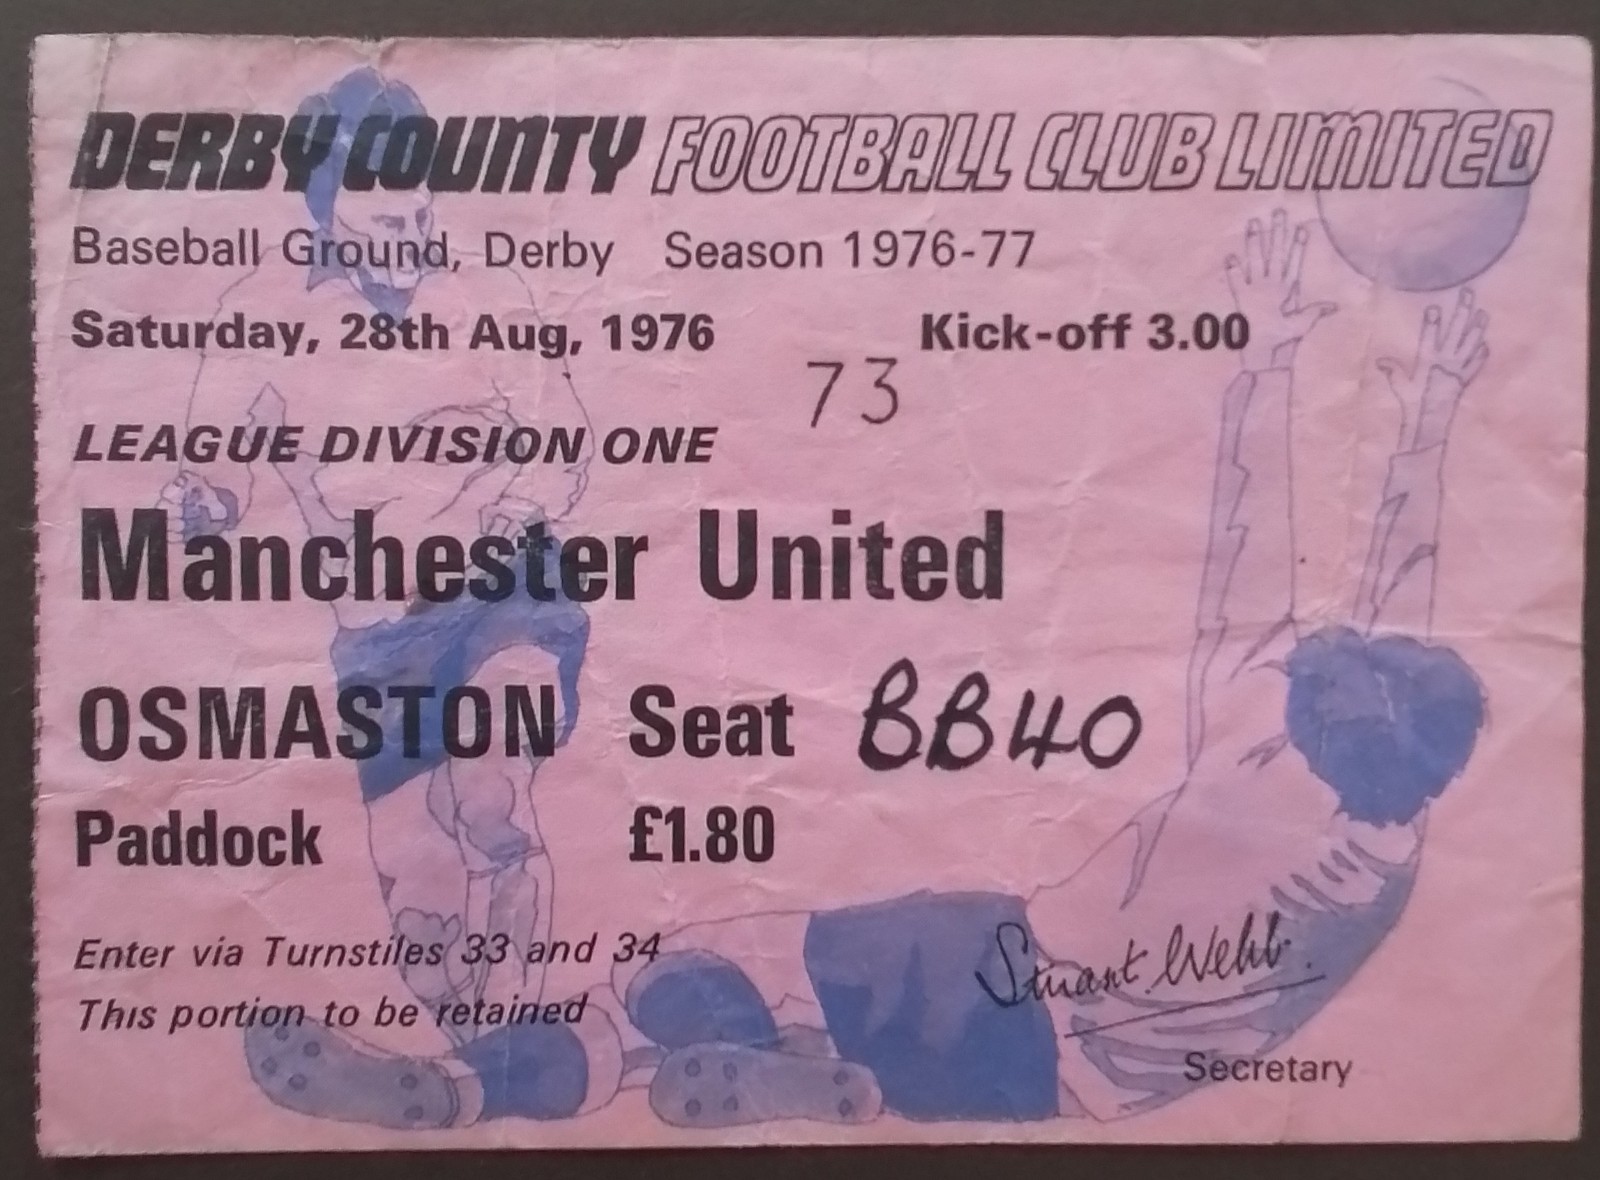 DERBY COUNTY FOOTBALL CLUB LIMITED
Baseball Ground, Derby Season 1976-77
Saturday, 28th Aug, 1976 Kick-off 3.00
73
LEAGUE DIVISION ONE
Manchester United
OSMASTON Seat BB40
Paddock £1.80
Enter via Turnstiles 33 and 34
This portion to be retained
Stuart Webb.
Secretary